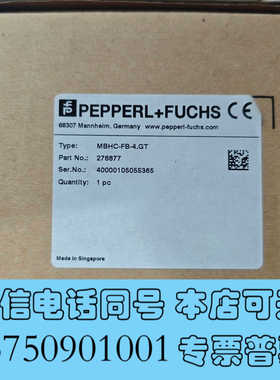 PEPPERL+FUCHS CE
68307 Mannheim, Germany www.pepperl-fuchs.com
Type: MBHC-FB-4.GT
Part No.: 276877
Ser.No.: 40000105055365
Quantity: 1 pc
Made in Singapore
信电话同号 本店可
3750901001 专票普票